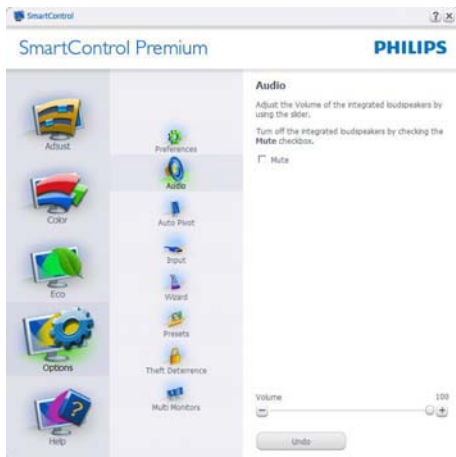 SmartControl
? x
SmartControl Premium
PHILIPS
Adjust
Color
Eco
Options
Help
Preferences
Audio
Auto Pivot
Input
Wizard
Presets
Theft Deterrence
Multi Monitors
Audio
Adjust the Volume of the integrated loudspeakers by
using the slider.
Turn off the integrated loudspeakers by checking the
Mute checkbox.
Mute
Volume 100
Undo